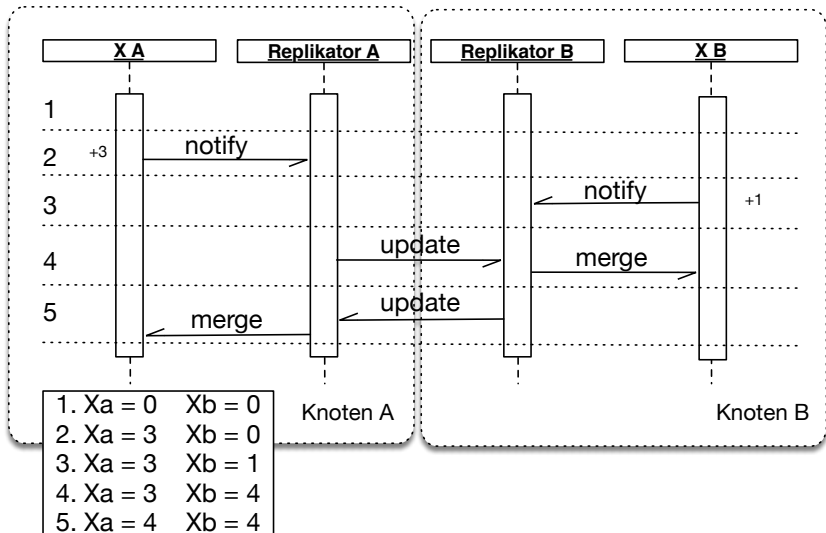 X A
Replikator A
Replikator B
X B
1
2
+3
notify
3
notify
+1
4
update
merge
5
update
merge
Knoten A
Knoten B
1. Xa = 0 Xb = 0
2. Xa = 3 Xb = 0
3. Xa = 3 Xb = 1
4. Xa = 3 Xb = 4
5. Xa = 4 Xb = 4